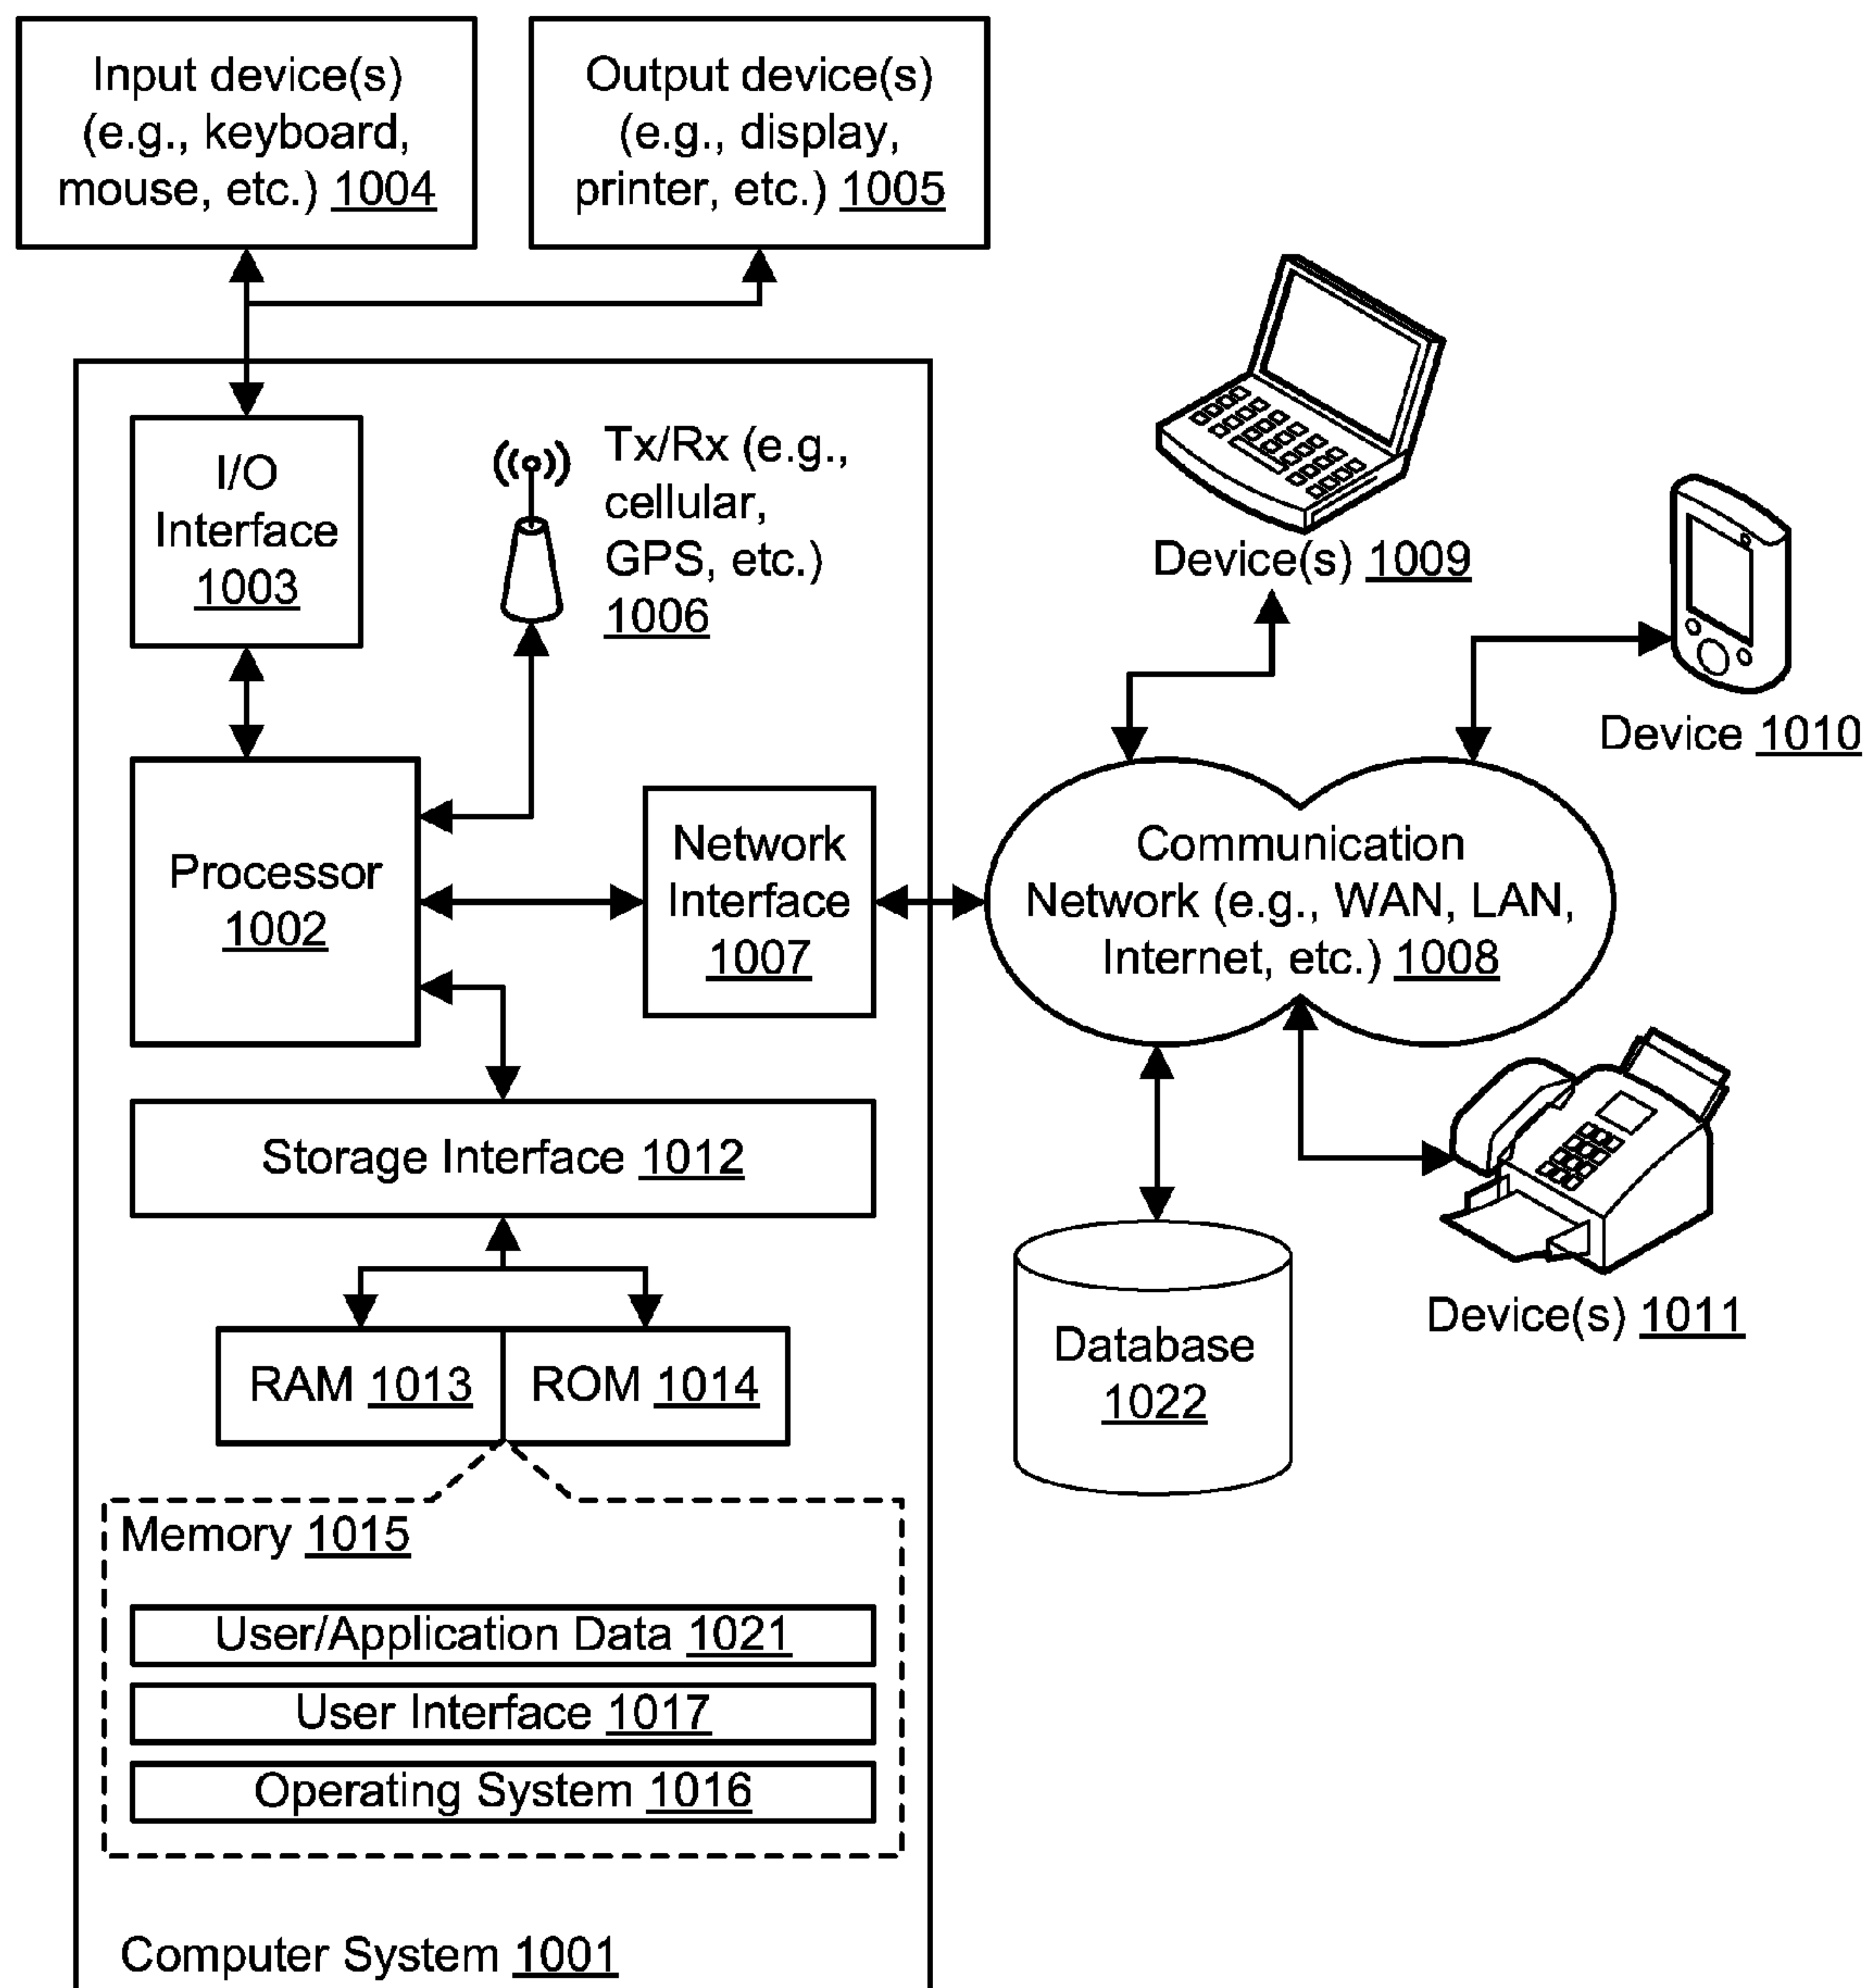 Input device(s)
(e.g., keyboard,
mouse, etc.) 1004
Output device(s)
(e.g., display,
printer, etc.) 1005
I/O
Interface
1003
Tx/Rx (e.g.,
cellular,
GPS, etc.)
1006
Device(s) 1009
Device 1010
Processor
1002
Network
Interface
1007
Communication
Network (e.g., WAN, LAN,
Internet, etc.) 1008
Storage Interface 1012
Device(s) 1011
Database
1022
RAM 1013
ROM 1014
Memory 1015
User/Application Data 1021
User Interface 1017
Operating System 1016
Computer System 1001